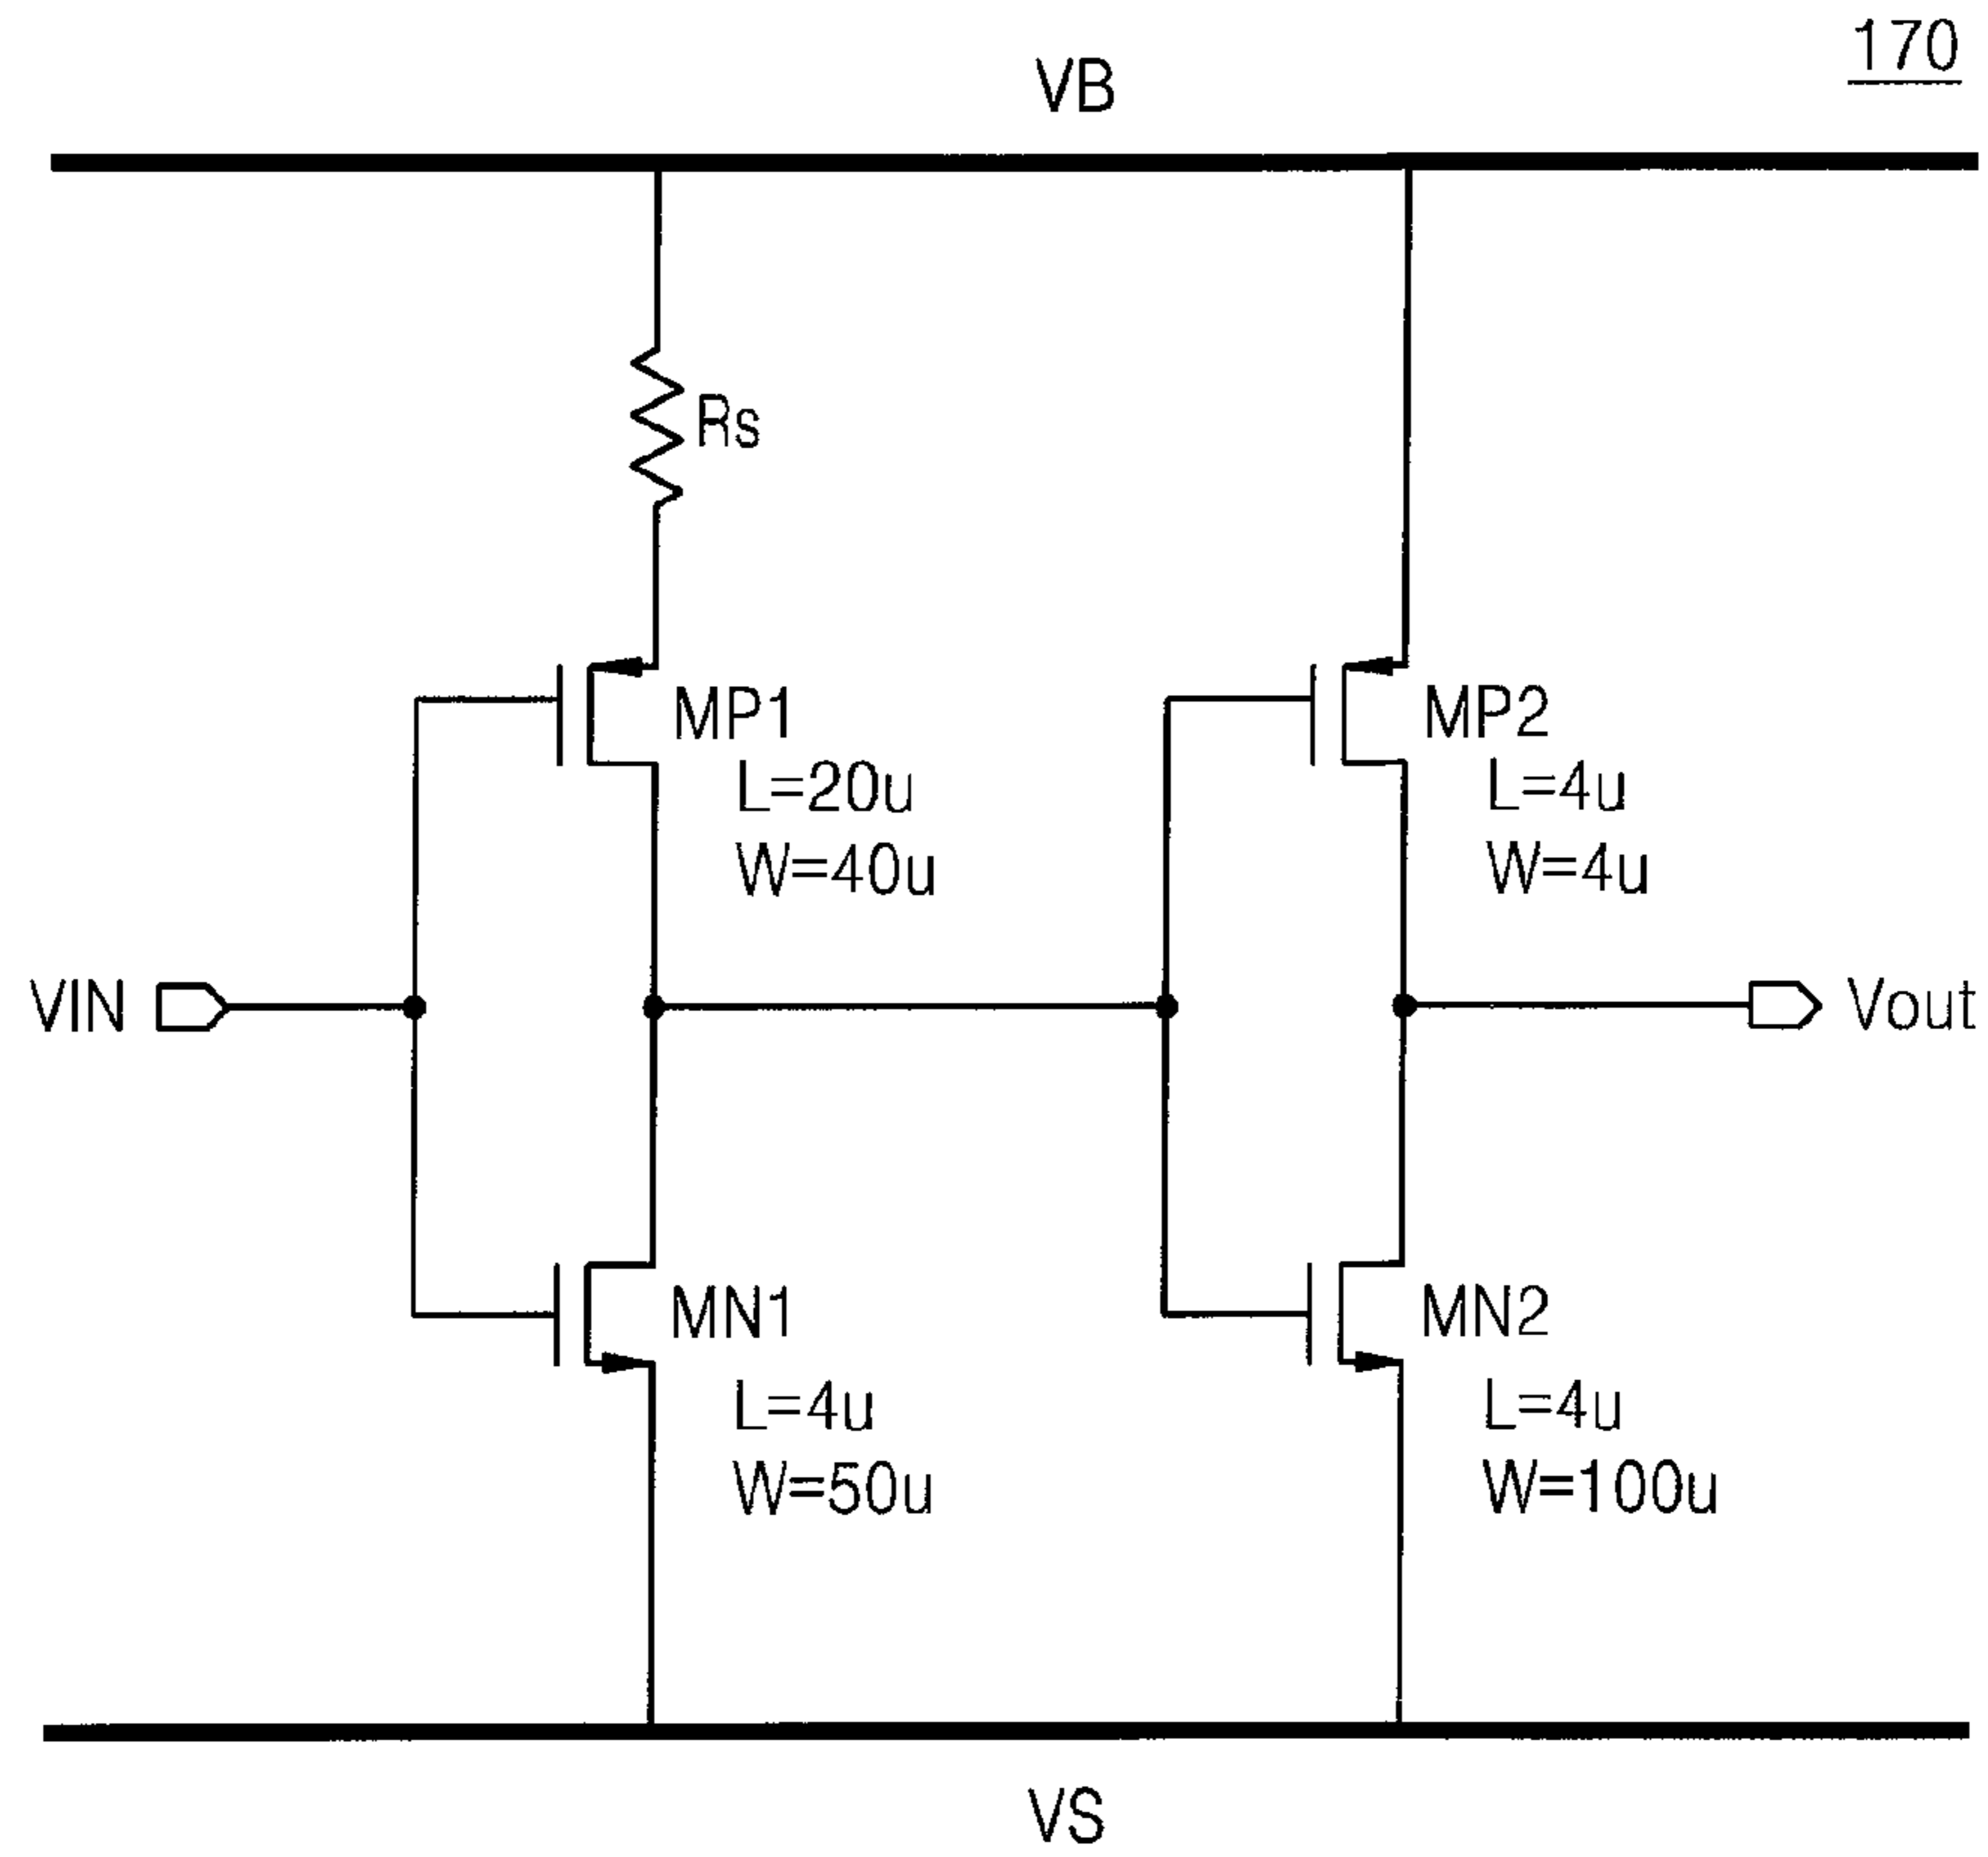 170
VB
Rs
MP1
L=20u
W=40u
MP2
L=4u
W=4u
VIN
Vout
MN1
L=4u
W=50u
MN2
L=4u
W=100u
VS